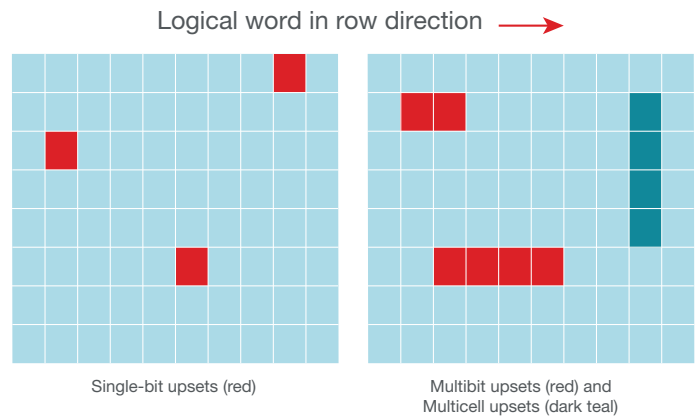 Logical word in row direction
Single-bit upsets (red)
Multibit upsets (red) and
Multicell upsets (dark teal)